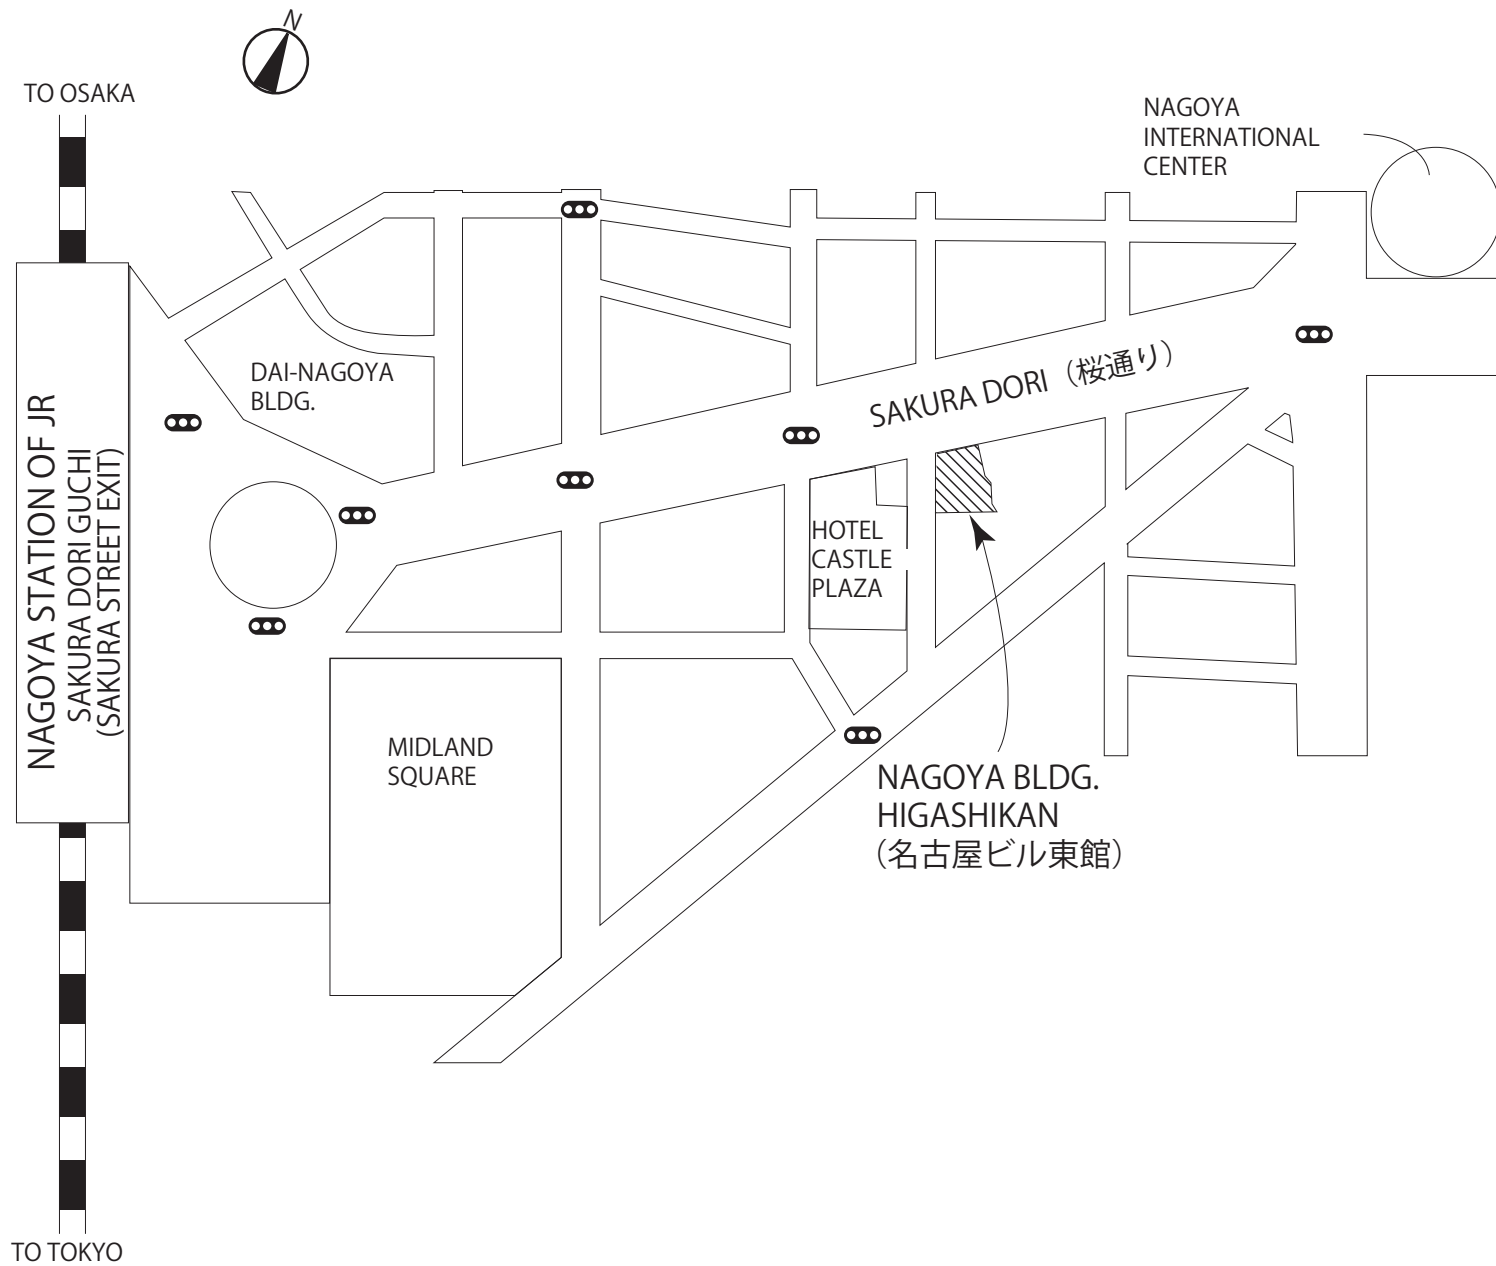 N
TO OSAKA
NAGOYA
INTERNATIONAL
CENTER
DAI-NAGOYA
BLDG.
SAKURA DORI（桜通り）
NAGOYA STATION OF JR
SAKURA DORI GUCHI
(SAKURA STREET EXIT)
HOTEL
CASTLE
PLAZA
MIDLAND
SQUARE
NAGOYA BLDG.
HIGASHIKAN
（名古屋ビル東館）
TO TOKYO